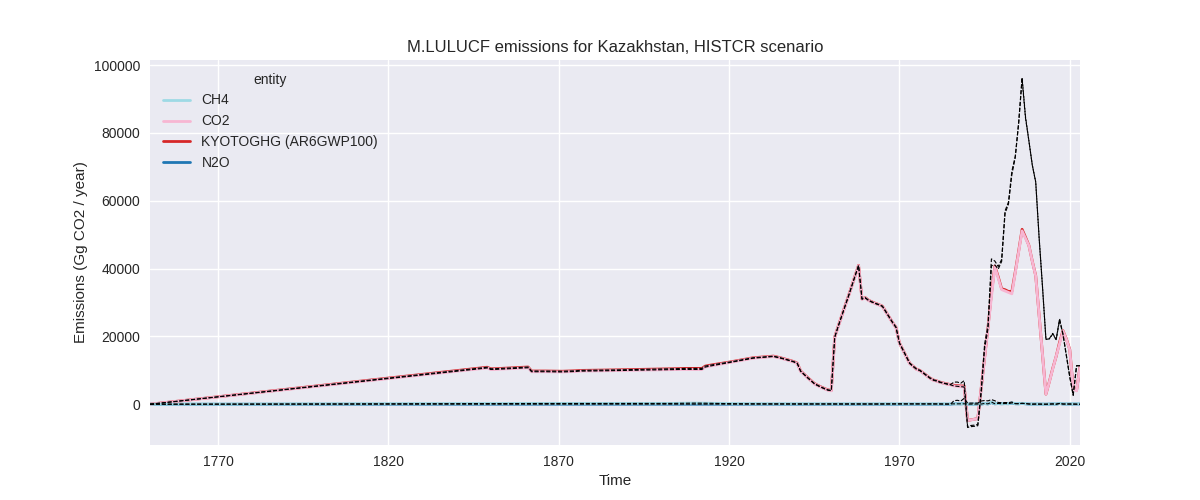 M.LULUCF emissions for Kazakhstan, HISTCR scenario
Emissions (Gg CO2 / year)
100000
80000
60000
40000
20000
0
entity
CH4
CO2
KYOTOGHG (AR6GWP100)
N2O
1770
1820
1870
1920
1970
2020
Time